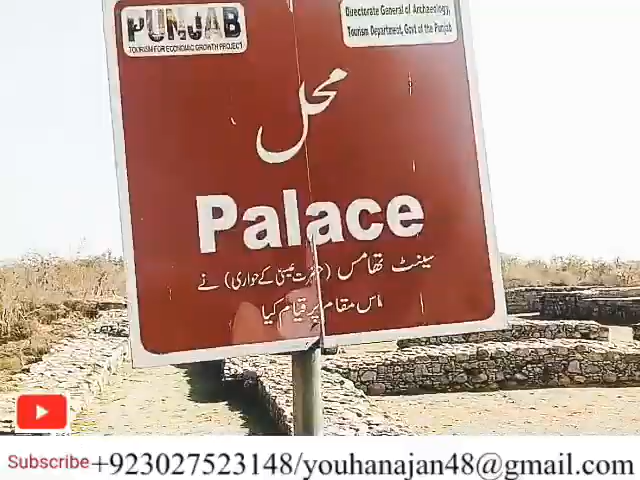 PUNJAB
TOURISM FOR ECONOMIC GROWTH PROJECT
Directorate General of Archaeology,
Tourism Department, Govt of the Punjab
محل
Palace
سینٹ تھامس (حضرت عیسیٰ کے حواری) نے
اس مقام پر قیام کیا
Subscribe +923027523148/youhanajan48@gmail.com